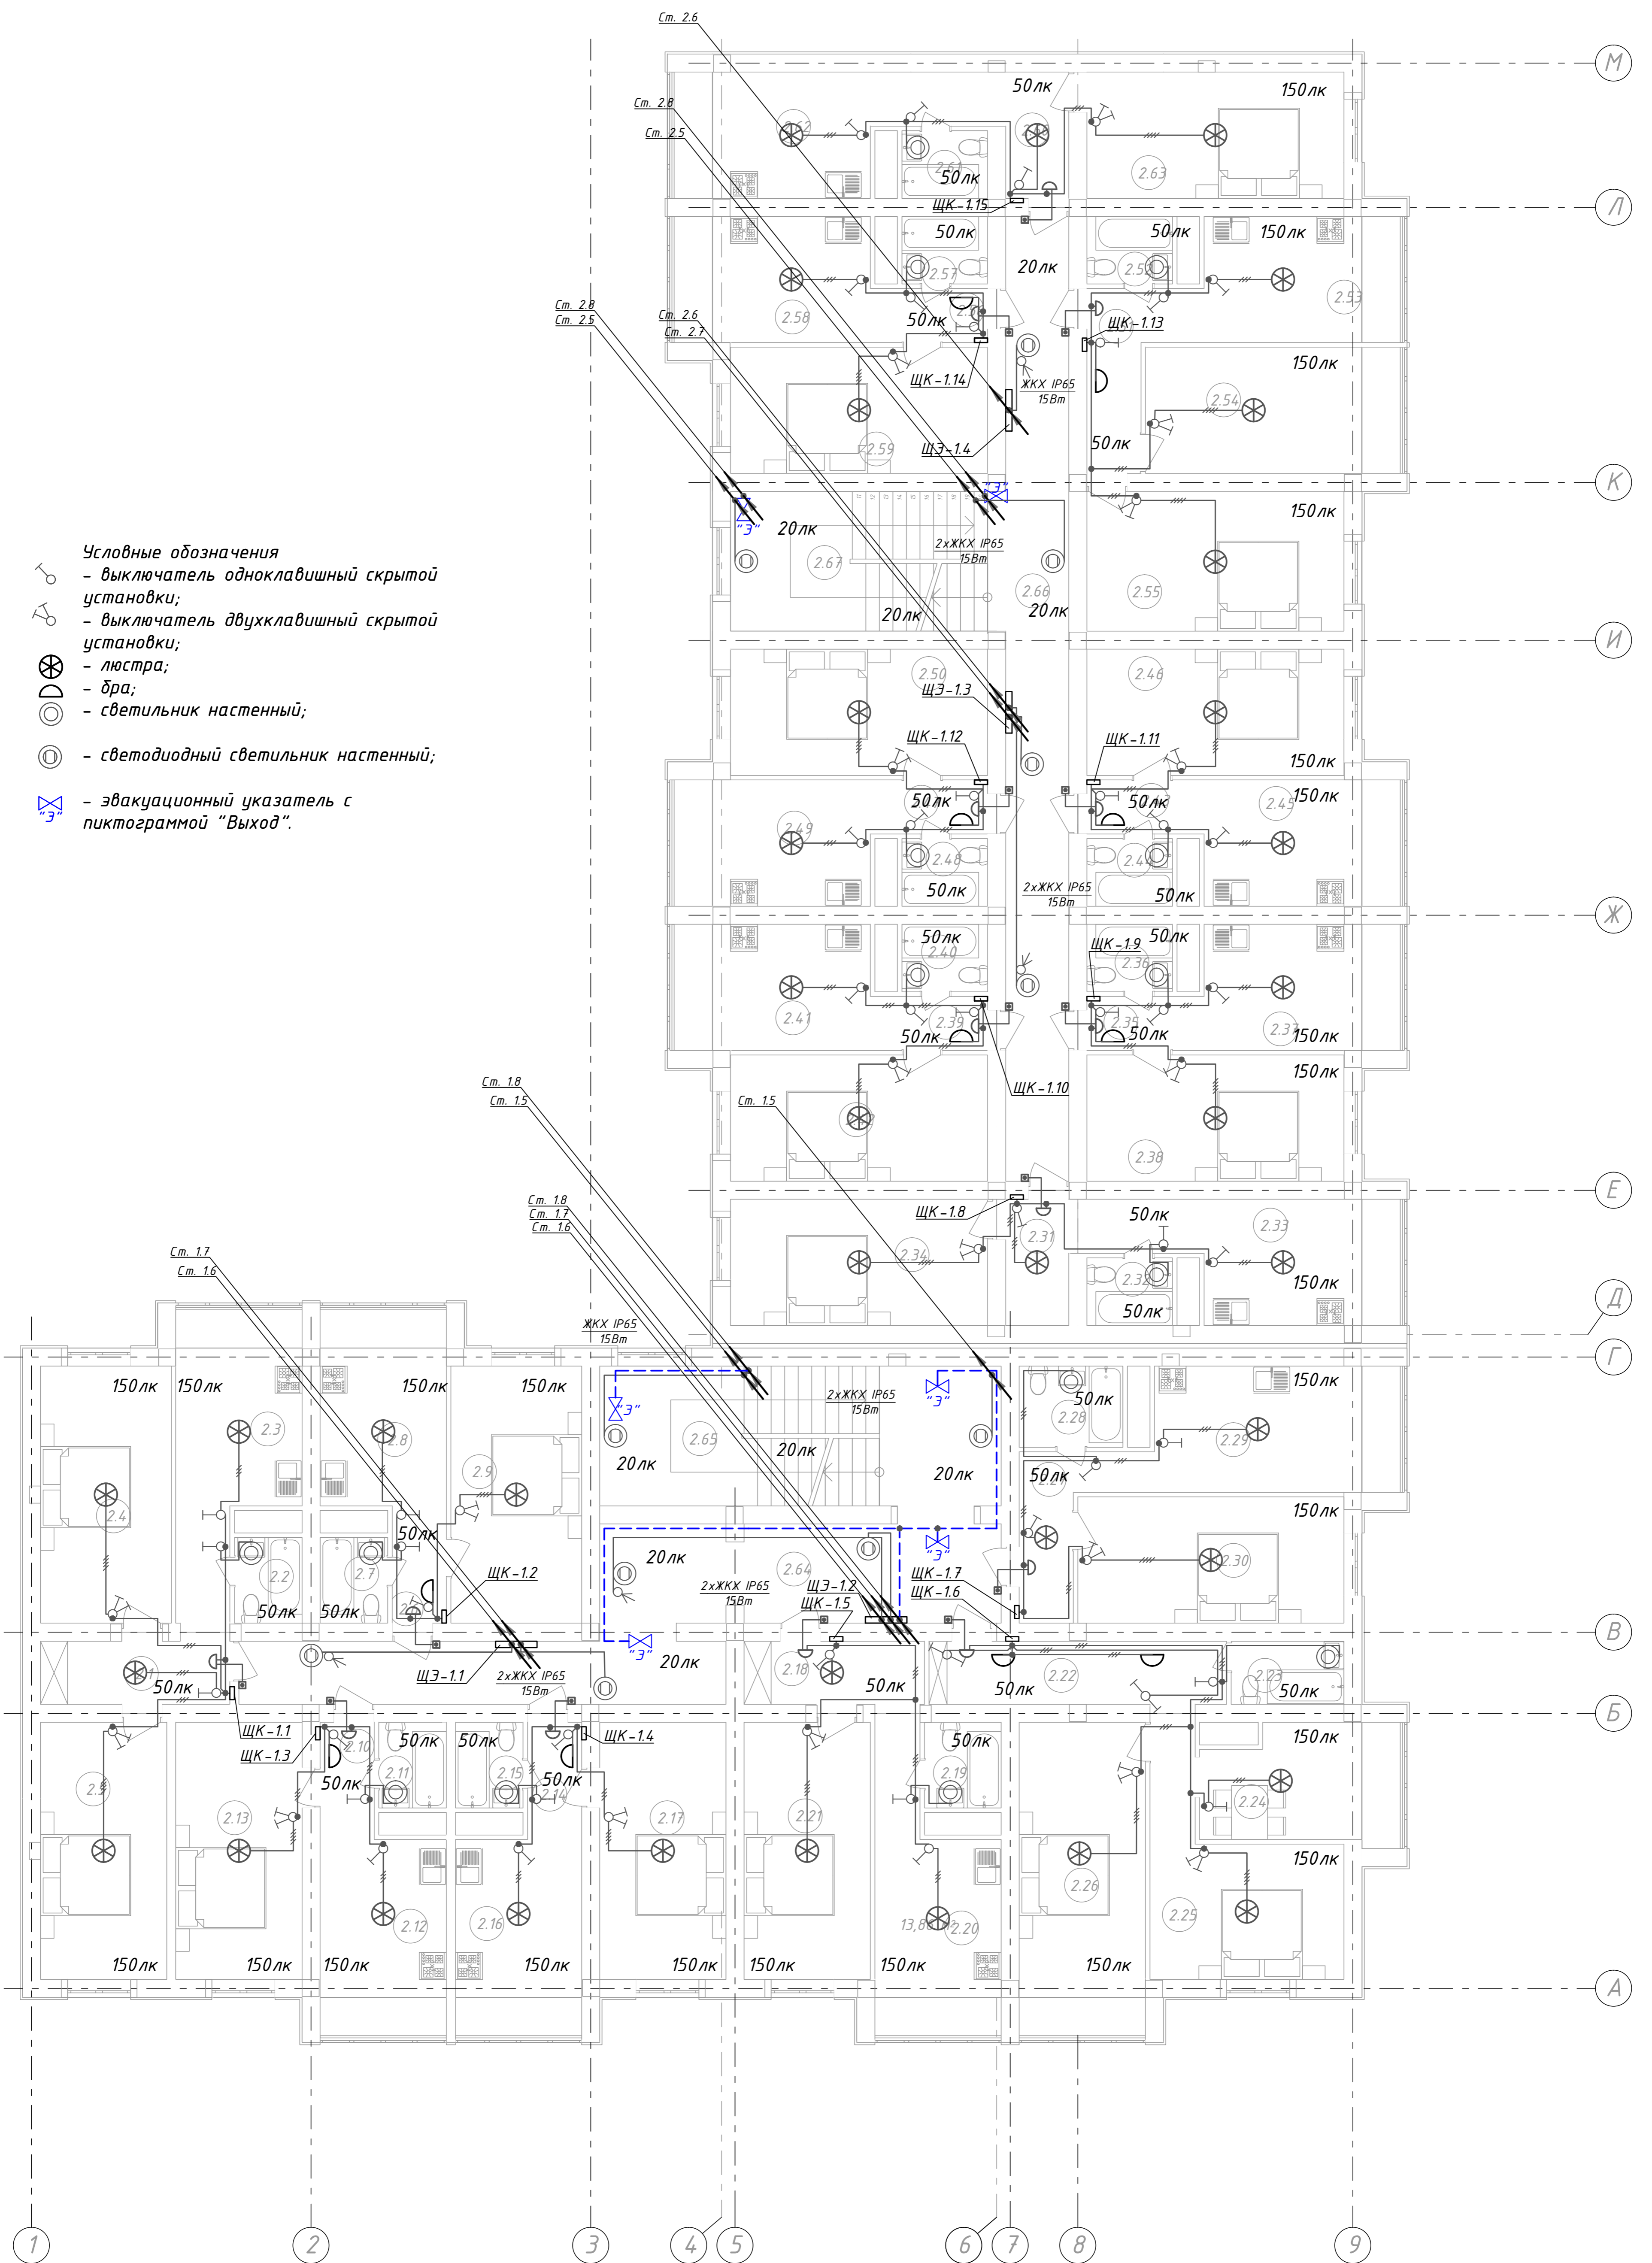 Ст. 2.6
М
50лк
150лк
Ст. 2.8
Ст. 2.5
2.62
2.61
50лк
2.63
ЩК-1.15
Л
50лк
50лк
150лк
2.57
20лк
2.52
2.53
Ст. 2.8
Ст. 2.5
Ст. 2.6
Ст. 2.7
2.58
50лк
ЩК-1.13
150лк
ЩК-1.14
ЖКХ IP65
15Вт
2.54
2.59
ЩЭ-1.4
50лк
К
"Э"
"Э"
20лк
150лк
2хЖКХ IP65
15Вт
2.67
2.66
2.55
20лк
20лк
И
Условные обозначения
- выключатель одноклавишный скрытой
установки;
- выключатель двухклавишный скрытой
установки;
- люстра;
- бра;
- светильник настенный;
- светодиодный светильник настенный;
"Э"
- эвакуационный указатель с
пиктограммой "Выход".
2.50
2.46
ЩЭ-1.3
ЩК-1.12
ЩК-1.11
150лк
50лк
50лк
2.45
150лк
2.49
2.48
2.44
50лк
2хЖКХ IP65
15Вт
50лк
Ж
50лк
ЩК-1.9
50лк
2.40
2.36
2.41
2.39
50лк
2.35
50лк
2.37
150лк
150лк
ЩК-1.10
Ст. 1.8
Ст. 1.5
Ст. 1.5
2.38
Е
Ст. 1.8
Ст. 1.7
Ст. 1.6
ЩК-1.8
50лк
2.33
2.34
2.31
2.32
150лк
50лк
Д
Ст. 1.7
Ст. 1.6
ЖКХ IP65
15Вт
Г
150лк
150лк
150лк
150лк
"Э"
2хЖКХ IP65
15Вт
"Э"
50лк
150лк
2.3
2.8
2.65
2.28
2.29
20лк
20лк
20лк
50лк
2.9
2.4
50лк
150лк
"Э"
20лк
2.2
2.7
2.64
2.30
ЩК-1.2
2хЖКХ IP65
15Вт
ЩЭ-1.2
ЩК-1.5
ЩК-1.7
ЩК-1.6
50лк
50лк
В
"Э"
20лк
50лк
ЩЭ-1.1
2хЖКХ IP65
15Вт
2.18
50лк
2.22
50лк
2.23
50лк
Б
ЩК-1.1
ЩК-1.3
2.10
50лк
50лк
ЩК-1.4
50лк
150лк
2.11
2.15
50лк
50лк
2.14
2.19
2.13
2.17
2.21
2.24
150лк
2.12
2.16
13,8
2.20
2.26
2.25
150лк
150лк
150лк
150лк
150лк
150лк
150лк
А
1
2
3
4
5
6
7
8
9